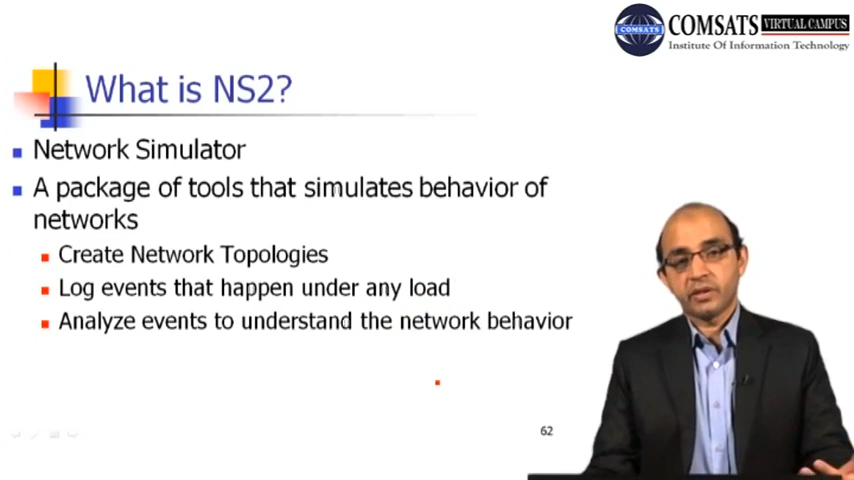 COMSATS
COMSATS VIRTUAL CAMPUS
Institute Of Information Technology
What is NS2?
Network Simulator
A package of tools that simulates behavior of
networks
Create Network Topologies
Log events that happen under any load
Analyze events to understand the network behavior
62